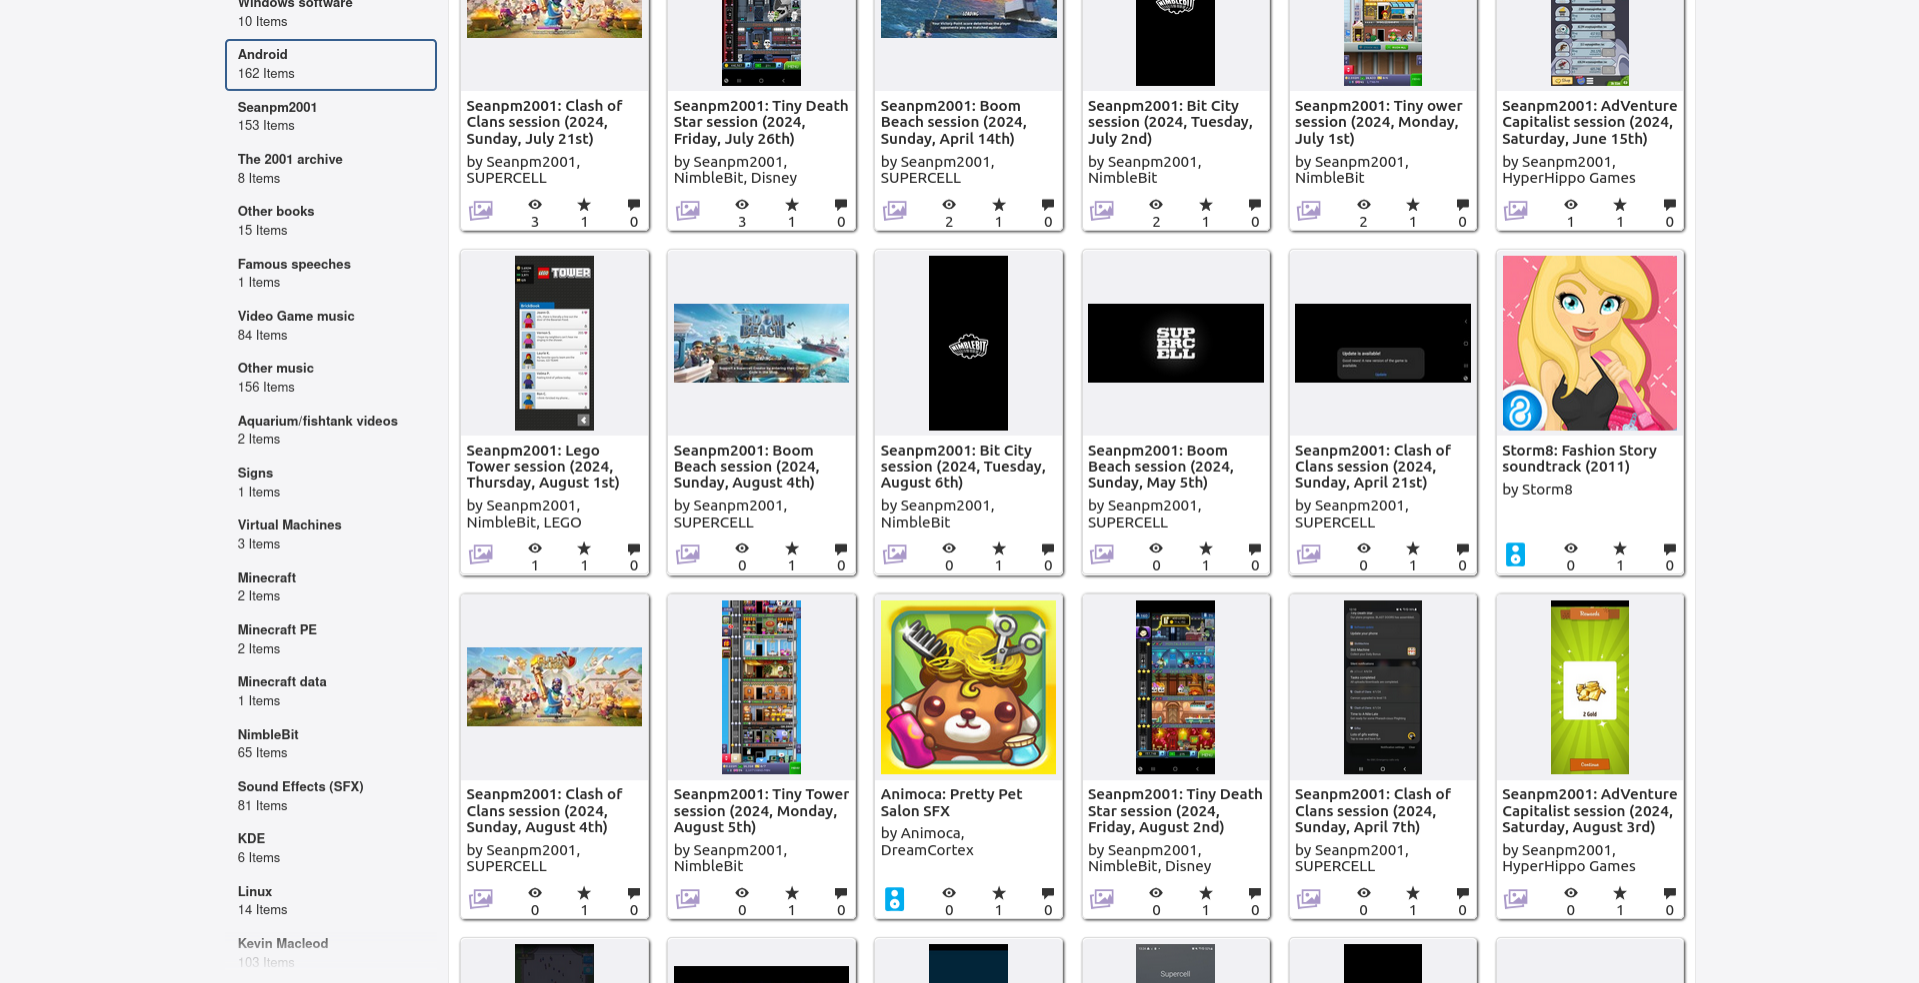 Windows software
10 Items
Android
162 Items
Seanpm2001
153 Items
The 2001 archive
8 Items
Other books
15 Items
Famous speeches
1 Items
Video Game music
84 Items
Other music
156 Items
Aquarium/fishtank videos
2 Items
Signs
1 Items
Virtual Machines
3 Items
Minecraft
2 Items
Minecraft PE
2 Items
Minecraft data
1 Items
NimbleBit
65 Items
Sound Effects (SFX)
81 Items
KDE
6 Items
Linux
14 Items
Kevin Macleod
103 Items
Seanpm2001: Clash of
Clans session (2024,
Sunday, July 21st)
by Seanpm2001,
SUPERCELL
3 1 0
Seanpm2001: Tiny Death
Star session (2024,
Friday, July 26th)
by Seanpm2001,
NimbleBit, Disney
3 1 0
Seanpm2001: Boom
Beach session (2024,
Sunday, April 14th)
by Seanpm2001,
SUPERCELL
2 1 0
Seanpm2001: Bit City
session (2024, Tuesday,
July 2nd)
by Seanpm2001,
NimbleBit
2 1 0
Seanpm2001: Tiny ower
session (2024, Monday,
July 1st)
by Seanpm2001,
NimbleBit
2 1 0
Seanpm2001: AdVenture
Capitalist session (2024,
Saturday, June 15th)
by Seanpm2001,
HyperHippo Games
1 1 0
LEGO TOWER
Seanpm2001: Lego
Tower session (2024,
Thursday, August 1st)
by Seanpm2001,
NimbleBit, LEGO
1 1 0
BOOM
BEACH
Seanpm2001: Boom
Beach session (2024,
Sunday, August 4th)
by Seanpm2001,
SUPERCELL
0 1 0
NIMBLEBIT
Seanpm2001: Bit City
session (2024, Tuesday,
August 6th)
by Seanpm2001,
NimbleBit
0 1 0
SUP
ERC
ELL
Seanpm2001: Boom
Beach session (2024,
Sunday, May 5th)
by Seanpm2001,
SUPERCELL
0 1 0
Update is available!
Update
Seanpm2001: Clash of
Clans session (2024,
Sunday, April 21st)
by Seanpm2001,
SUPERCELL
0 1 0
Storm8: Fashion Story
soundtrack (2011)
by Storm8
0 1 0
Seanpm2001: Clash of
Clans session (2024,
Sunday, August 4th)
by Seanpm2001,
SUPERCELL
0 1 0
Seanpm2001: Tiny Tower
session (2024, Monday,
August 5th)
by Seanpm2001,
NimbleBit
0 1 0
Animoca: Pretty Pet
Salon SFX
by Animoca,
DreamCortex
0 1 0
Seanpm2001: Tiny Death
Star session (2024,
Friday, August 2nd)
by Seanpm2001,
NimbleBit, Disney
0 1 0
Seanpm2001: Clash of
Clans session (2024,
Sunday, April 7th)
by Seanpm2001,
SUPERCELL
0 1 0
Rewards
2 Gold
Continue
Seanpm2001: AdVenture
Capitalist session (2024,
Saturday, August 3rd)
by Seanpm2001,
HyperHippo Games
0 1 0
Supercell